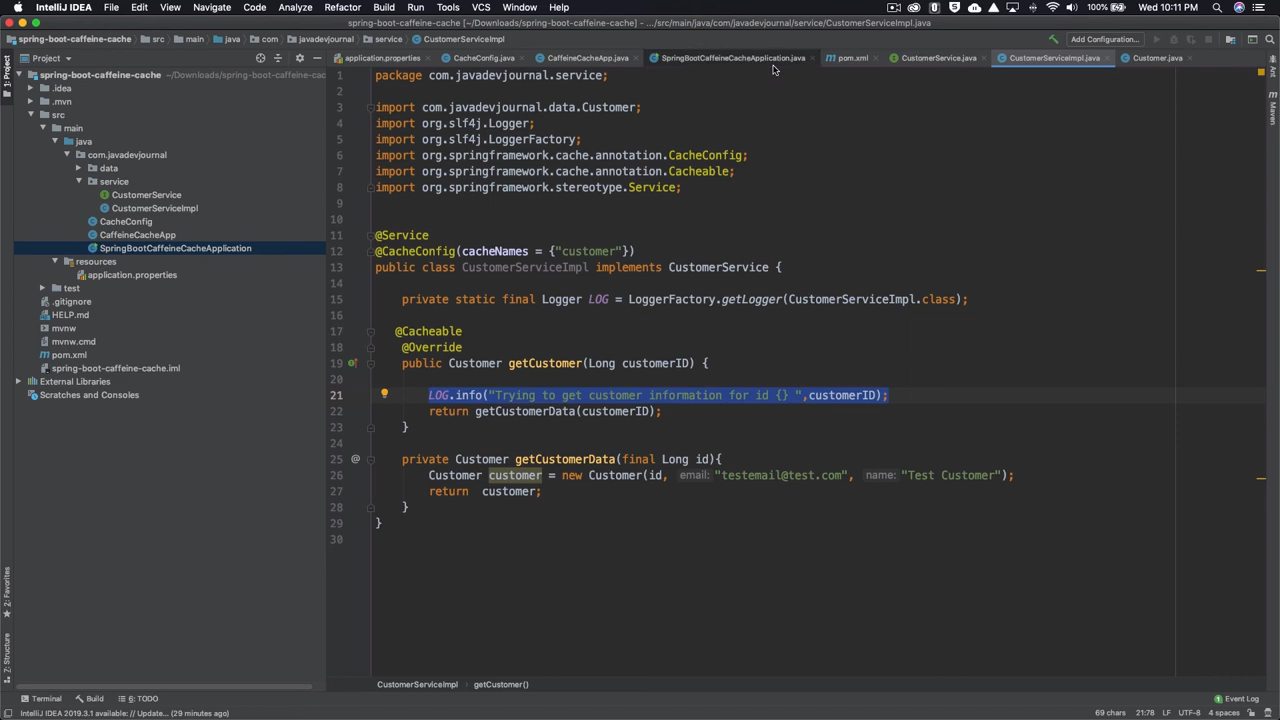 IntelliJ IDEA File Edit View Navigate Code Analyze Refactor Build Run Tools VCS Window Help 100% Wed 10:11 PM
spring-boot-caffeine-cache [~/Downloads/spring-boot-caffeine-cache] - .../src/main/java/com/javadevjournal/service/CustomerServiceImpl.java
spring-boot-caffeine-cache src main java com javadevjournal service CustomerServiceImpl Add Configuration...
Project application.properties CacheConfig.java CaffeineCacheApp.java SpringBootCaffeineCacheApplication.java pom.xml CustomerService.java CustomerServiceImpl.java Customer.java
1: Project
Maven
spring-boot-caffeine-cache ~/Downloads/spring-boot-caffeine-cache
.idea
.mvn
src
main
java
com.javadevjournal
data
service
CustomerService
CustomerServiceImpl
CacheConfig
CaffeineCacheApp
SpringBootCaffeineCacheApplication
resources
application.properties
test
.gitignore
HELP.md
mvnw
mvnw.cmd
pom.xml
spring-boot-caffeine-cache.iml
External Libraries
Scratches and Consoles
1 package com.javadevjournal.service;
2
3 import com.javadevjournal.data.Customer;
4 import org.slf4j.Logger;
5 import org.slf4j.LoggerFactory;
6 import org.springframework.cache.annotation.CacheConfig;
7 import org.springframework.cache.annotation.Cacheable;
8 import org.springframework.stereotype.Service;
9
10
11 @Service
12 @CacheConfig(cacheNames = {"customer"})
13 public class CustomerServiceImpl implements CustomerService {
14
15 private static final Logger LOG = LoggerFactory.getLogger(CustomerServiceImpl.class);
16
17 @Cacheable
18 @Override
19 public Customer getCustomer(Long customerID) {
20
21 LOG.info("Trying to get customer information for id {} ",customerID);
22 return getCustomerData(customerID);
23 }
24
25 private Customer getCustomerData(final Long id){
26 Customer customer = new Customer(id, email: "testemail@test.com", name: "Test Customer");
27 return customer;
28 }
29 }
30
2: Favorites
7: Structure
CustomerServiceImpl getCustomer()
Terminal Build 6: TODO Event Log
IntelliJ IDEA 2019.3.1 available: // Update... (29 minutes ago) 69 chars 21:78 LF UTF-8 4 spaces